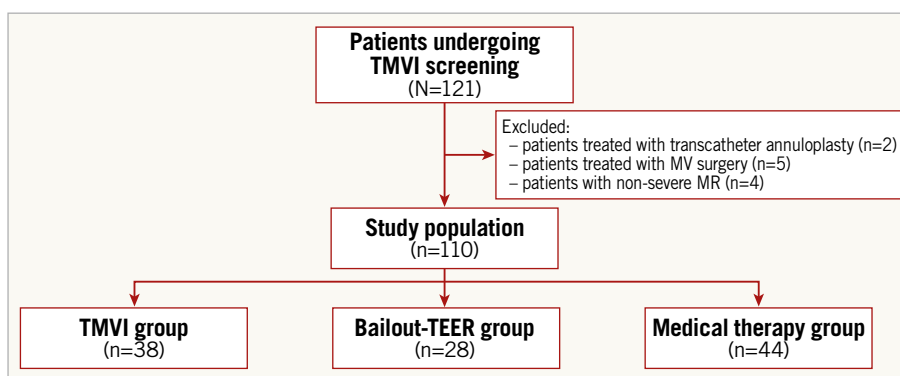 Patients undergoing
TMVI screening
(N=121)
Excluded:
– patients treated with transcatheter annuloplasty (n=2)
– patients treated with MV surgery (n=5)
– patients with non-severe MR (n=4)
Study population
(n=110)
TMVI group
(n=38)
Bailout-TEER group
(n=28)
Medical therapy group
(n=44)